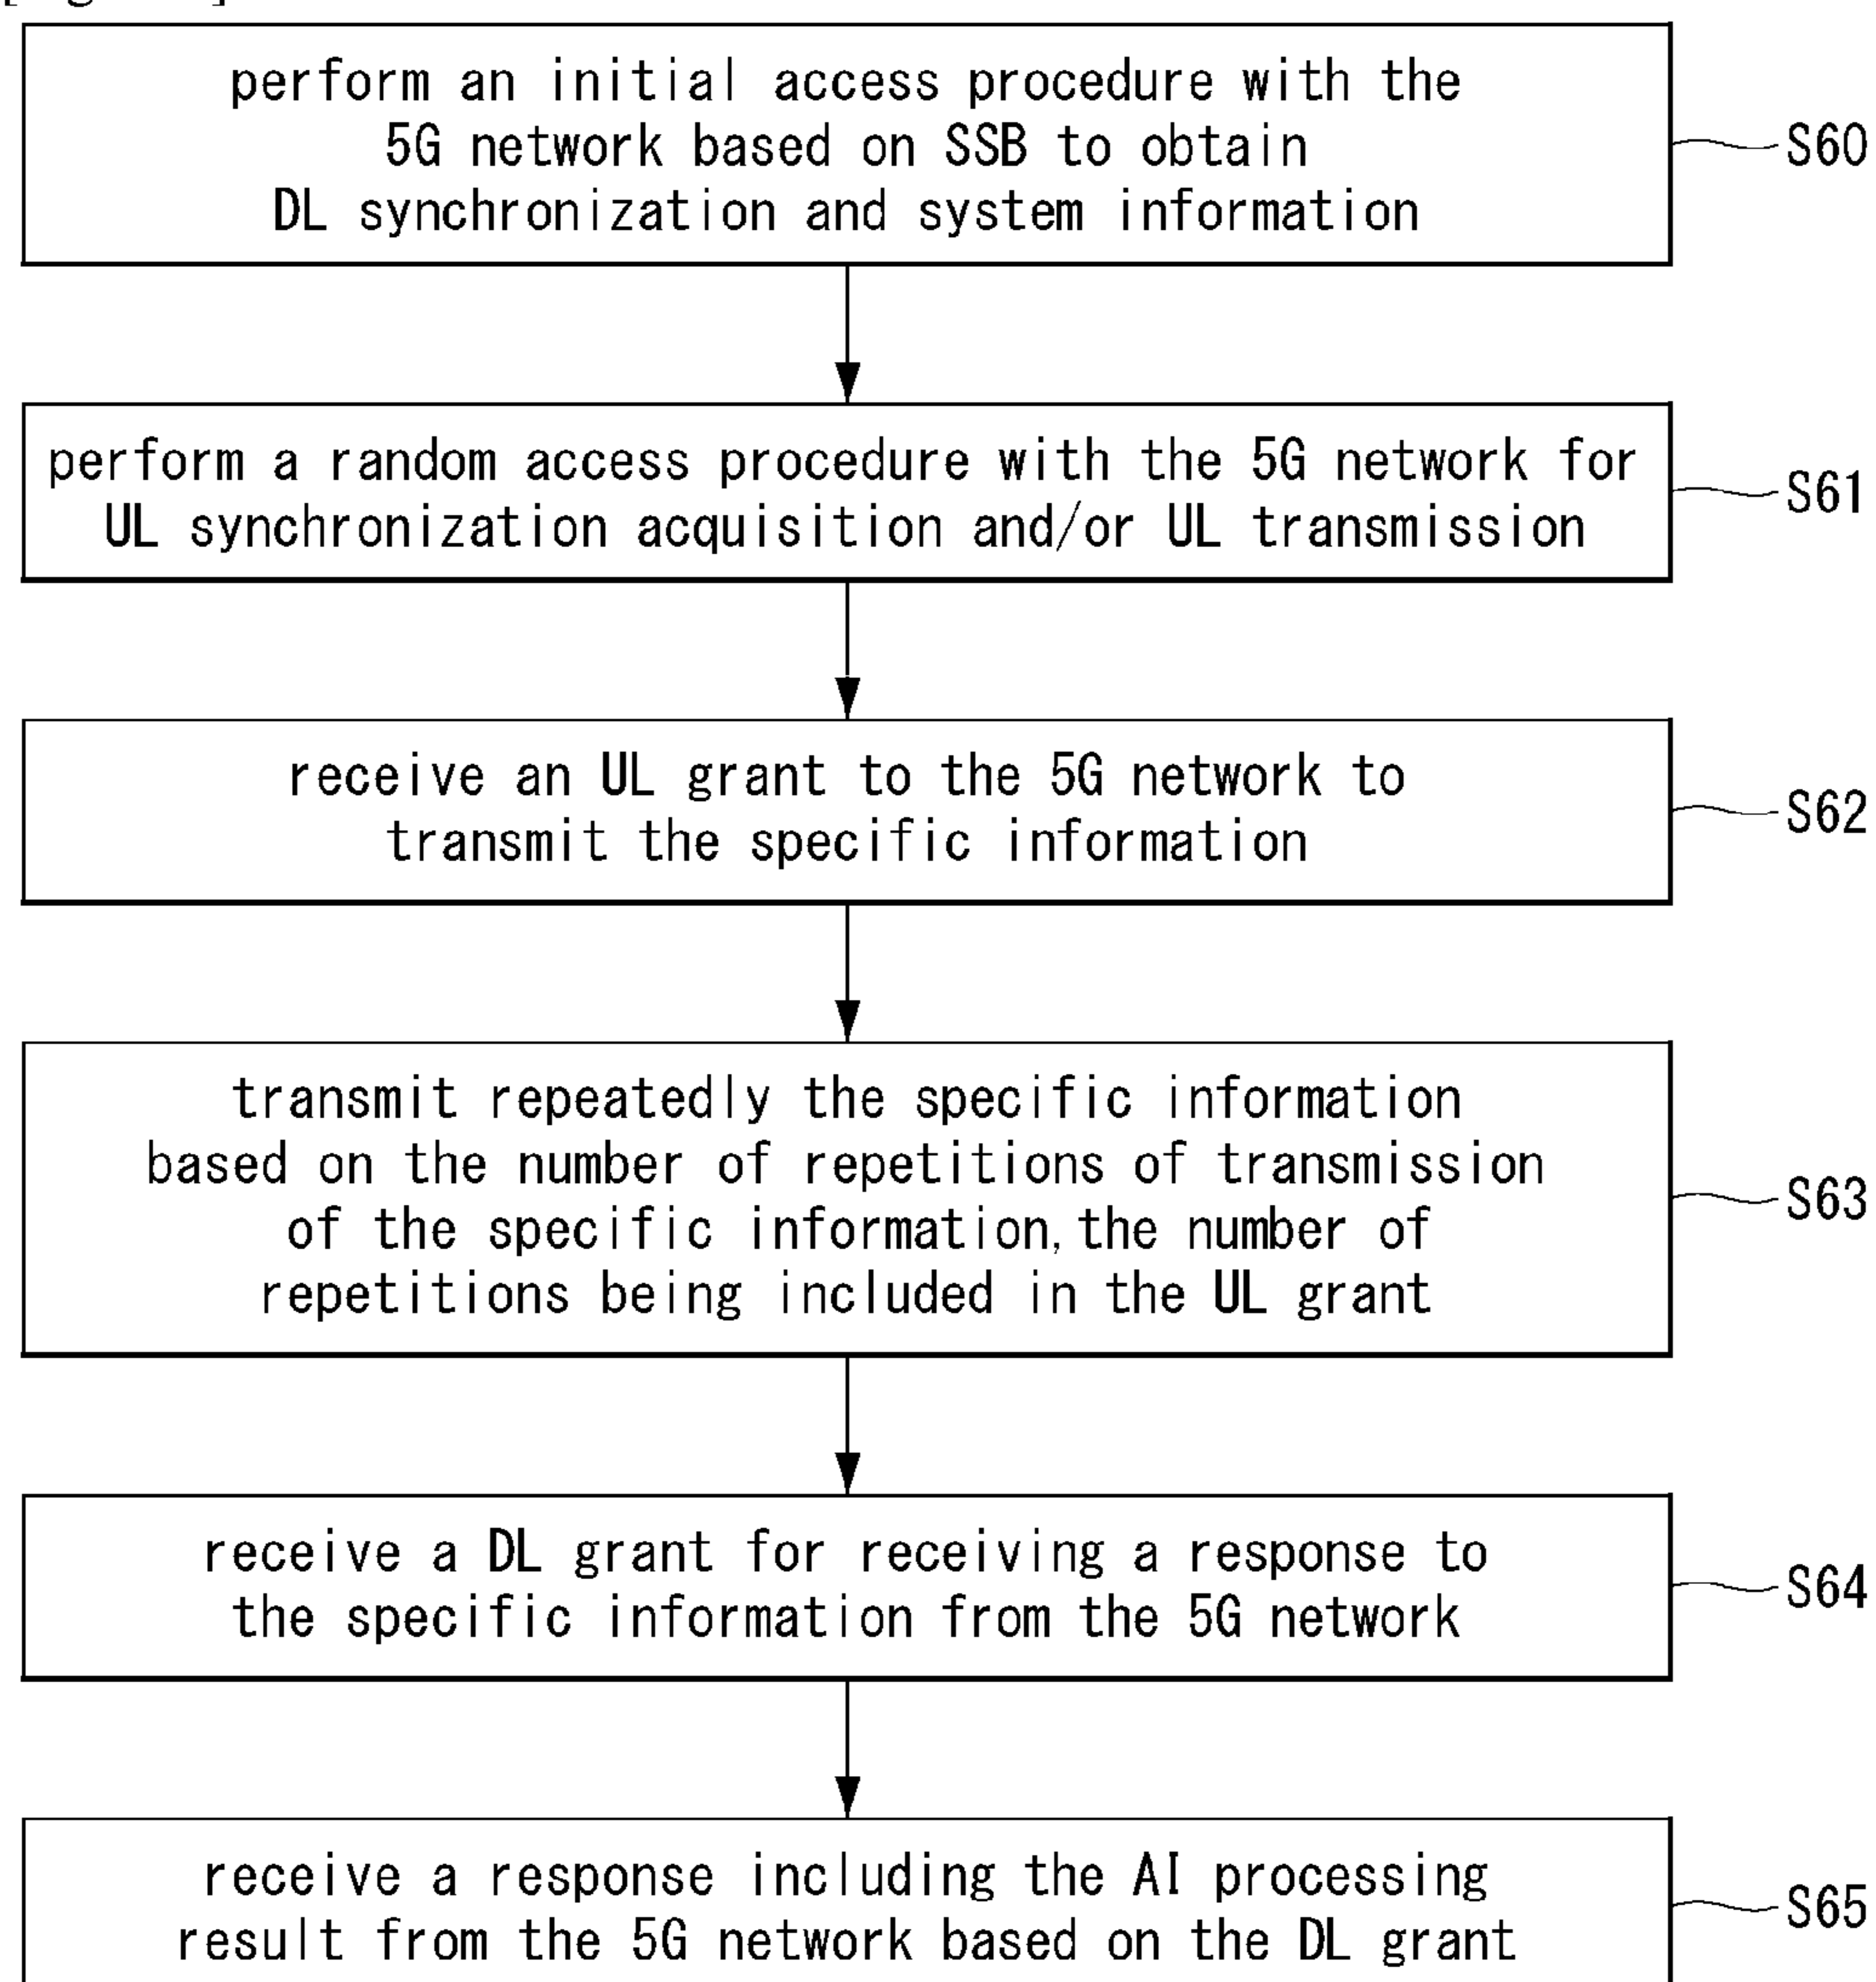 perform an initial access procedure with the
5G network based on SSB to obtain
DL synchronization and system information
S60
perform a random access procedure with the 5G network for
UL synchronization acquisition and/or UL transmission
S61
receive an UL grant to the 5G network to
transmit the specific information
S62
transmit repeatedly the specific information
based on the number of repetitions of transmission
of the specific information, the number of
repetitions being included in the UL grant
S63
receive a DL grant for receiving a response to
the specific information from the 5G network
S64
receive a response including the AI processing
result from the 5G network based on the DL grant
S65